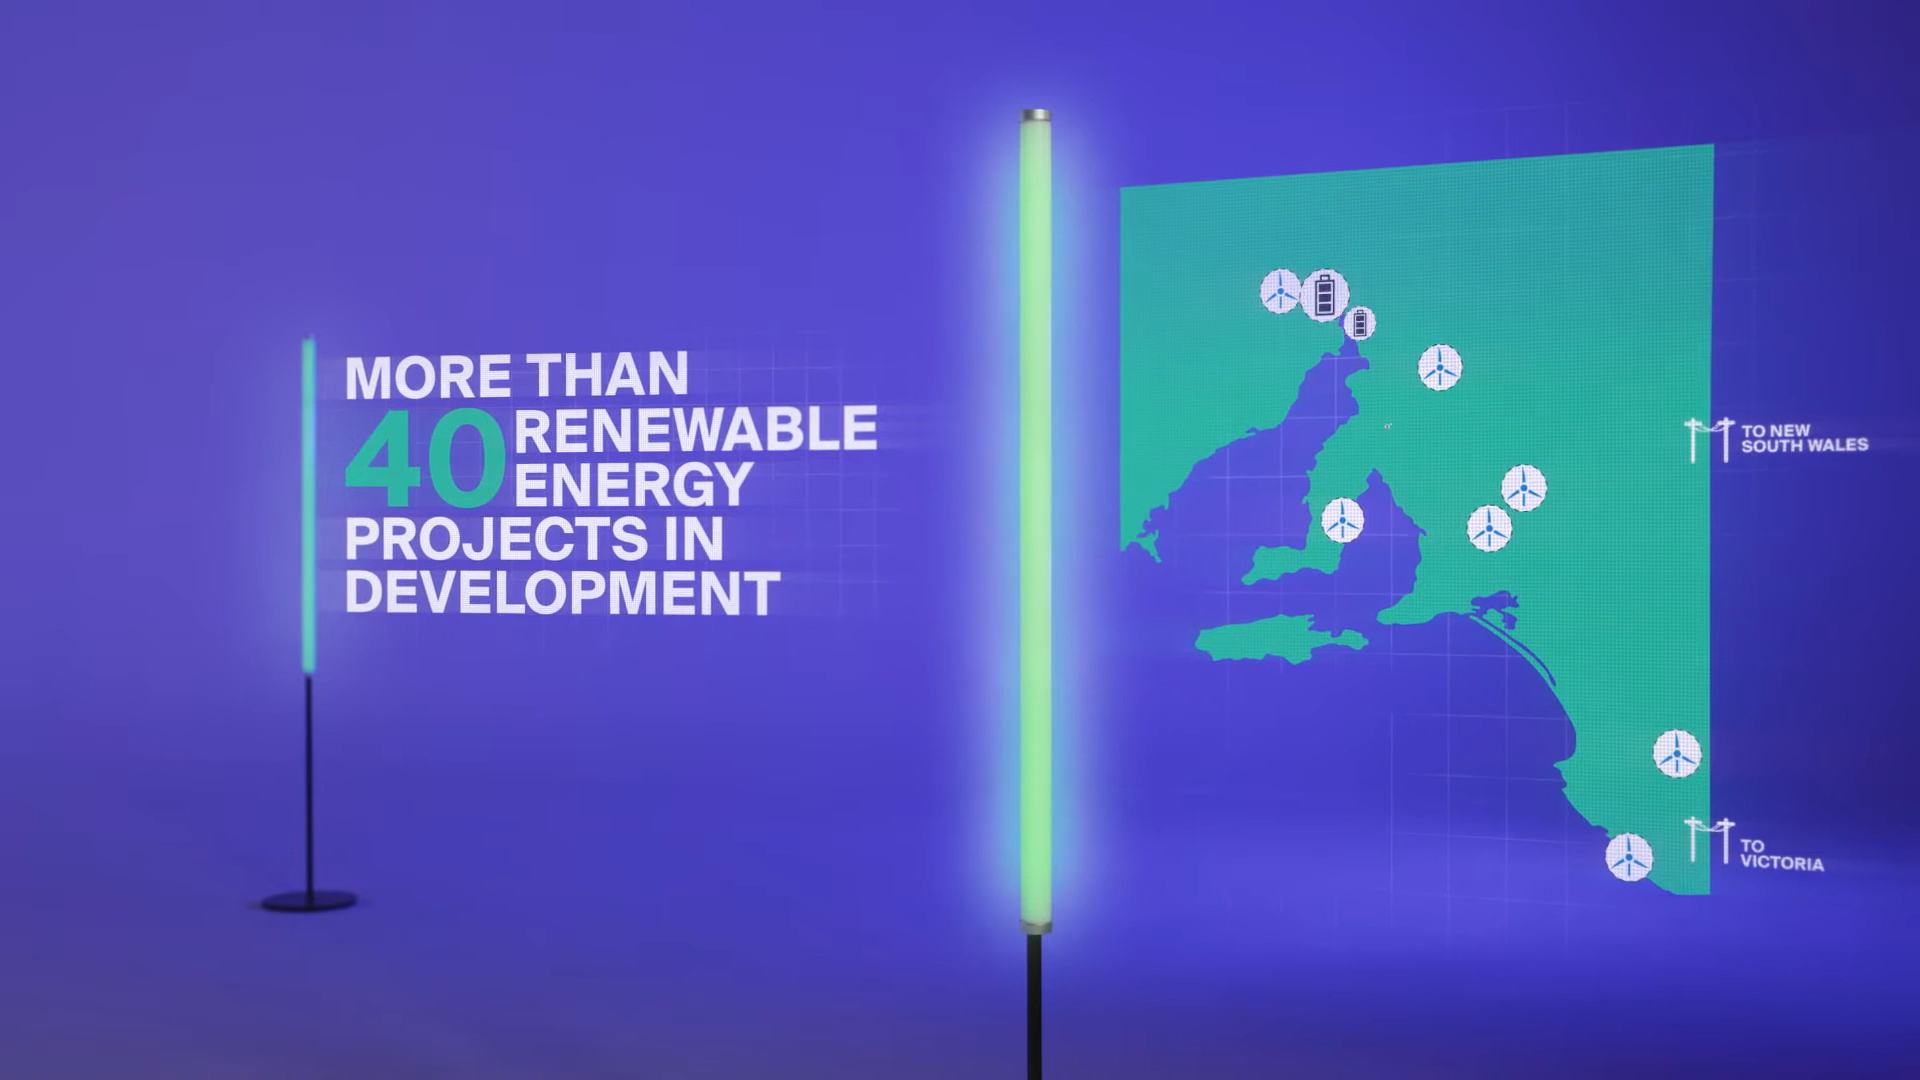 MORE THAN
40 RENEWABLE
ENERGY
PROJECTS IN
DEVELOPMENT
TO NEW
SOUTH WALES
TO
VICTORIA